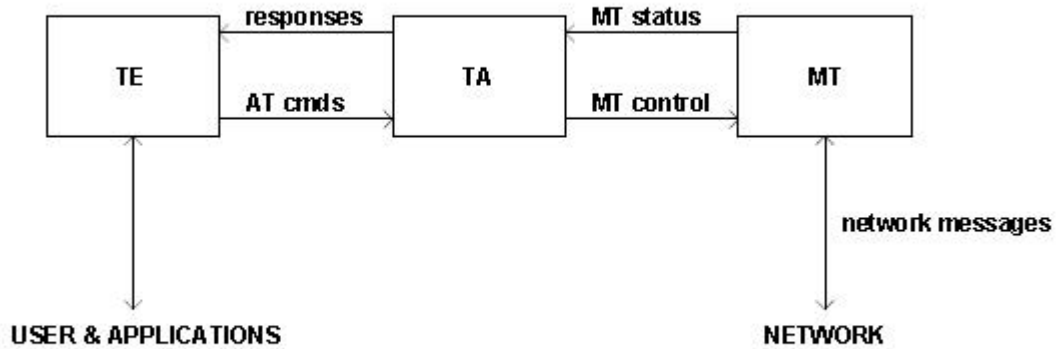 responses
MT status
TE
TA
MT
AT cmds
MT control
network messages
USER & APPLICATIONS
NETWORK